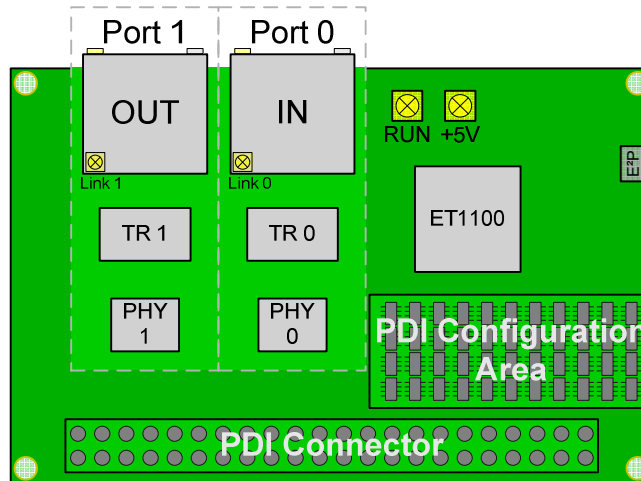 Port 1
Port 0
OUT
IN
RUN
+5V
E²P
Link 1
Link 0
TR 1
TR 0
ET1100
PHY
1
PHY
0
PDI Configuration
Area
PDI Connector